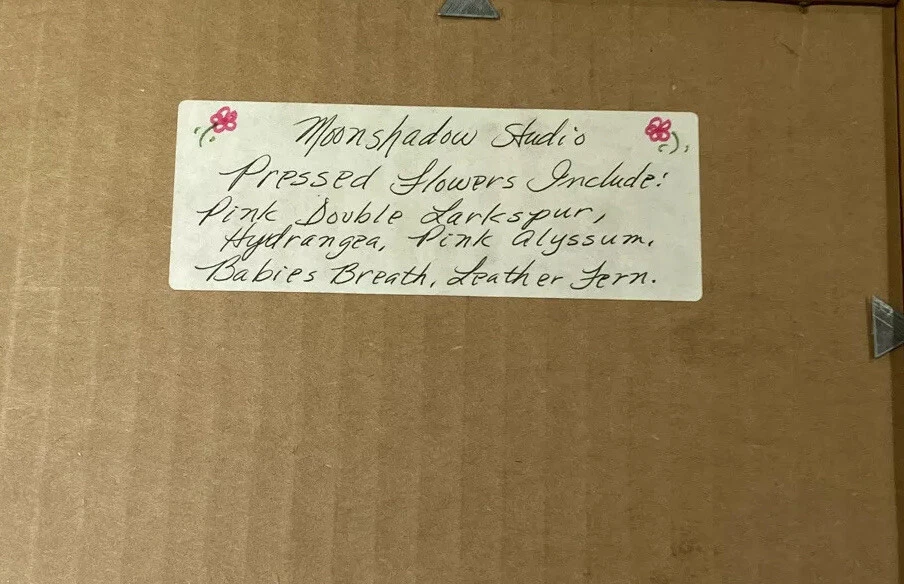 Moonshadow Studio
Pressed Flowers Include:
Pink Double Larkspur,
Hydrangea, Pink Alyssum,
Babies Breath, Leather Fern.